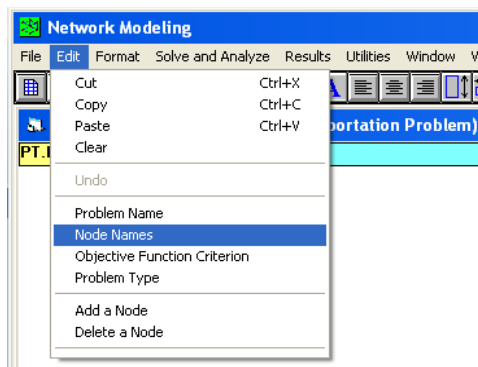 Network Modeling
File Edit Format Solve and Analyze Results Utilities Window
Cut Ctrl+X
Copy Ctrl+C
Paste Ctrl+V
Clear
Undo
Problem Name
Node Names
Objective Function Criterion
Problem Type
Add a Node
Delete a Node
portation Problem)
PT.